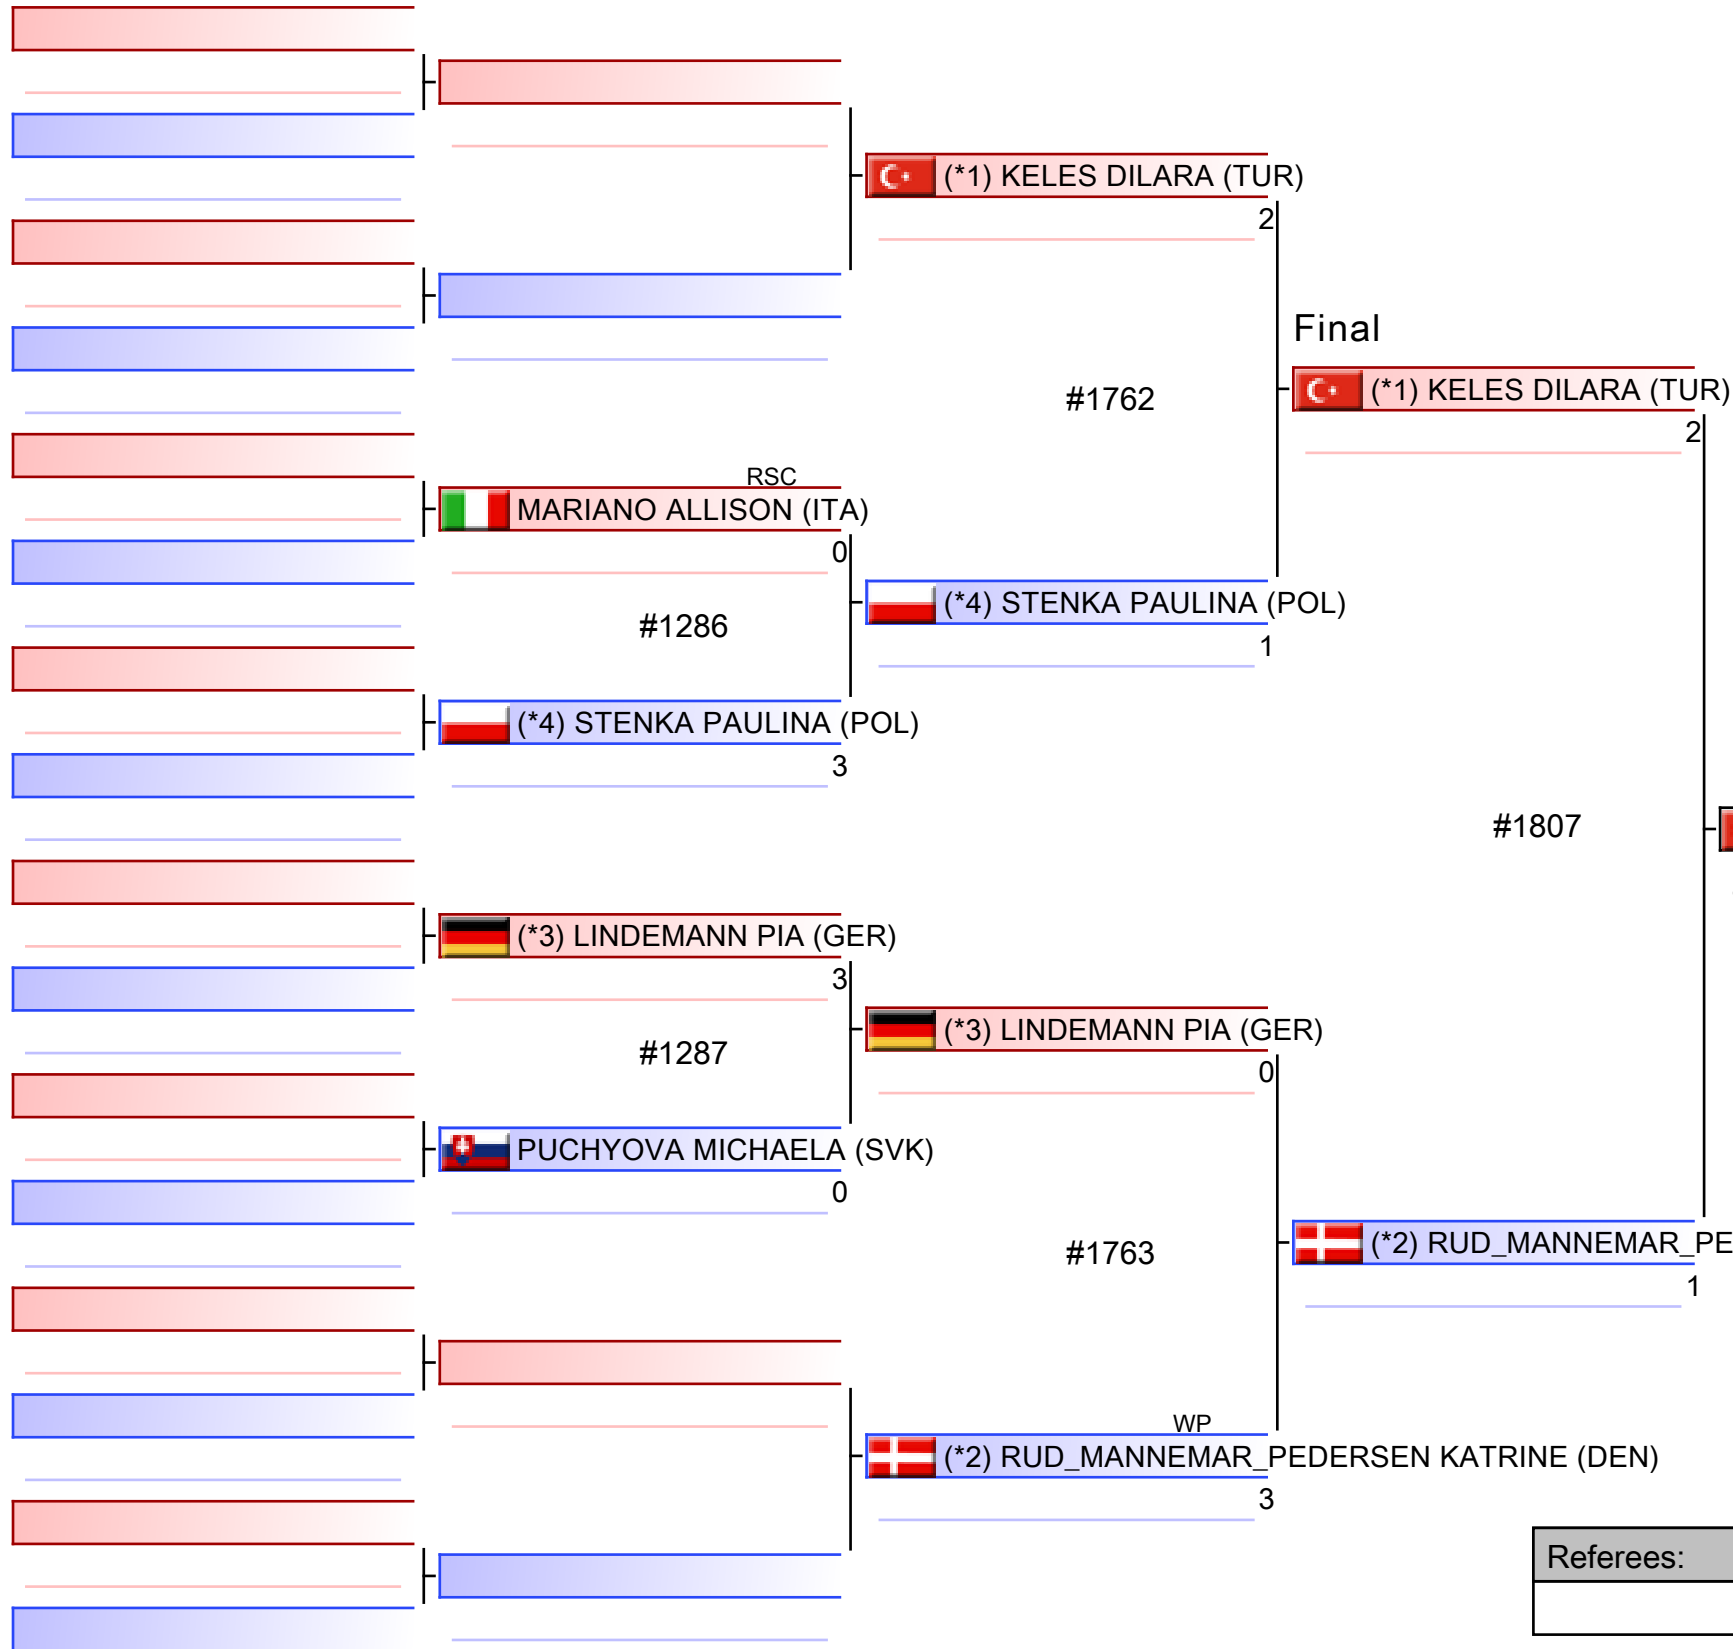 (*1) KELES DILARA (TUR)
2
Final
#1762
(*1) KELES DILARA (TUR)
2
RSC
MARIANO ALLISON (ITA)
0
#1286
(*4) STENKA PAULINA (POL)
1
(*4) STENKA PAULINA (POL)
3
#1807
(*3) LINDEMANN PIA (GER)
3
#1287
(*3) LINDEMANN PIA (GER)
0
PUCHYOVA MICHAELA (SVK)
0
#1763
(*2) RUD_MANNEMAR_PE
1
WP
(*2) RUD_MANNEMAR_PEDERSEN KATRINE (DEN)
3
Referees: